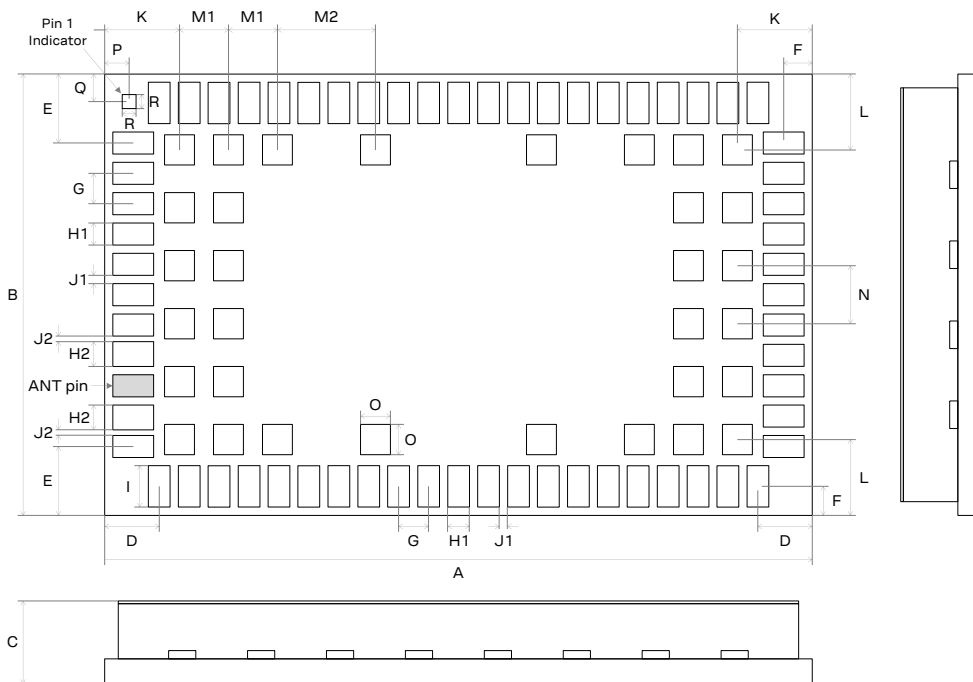 Pin 1
Indicator
K
M1
M1
M2
K
P
F
Q
E
R
R
L
G
H1
J1
B
N
J2
H2
ANT pin
O
O
H2
J2
E
I
L
F
D
G
H1
J1
D
A
C